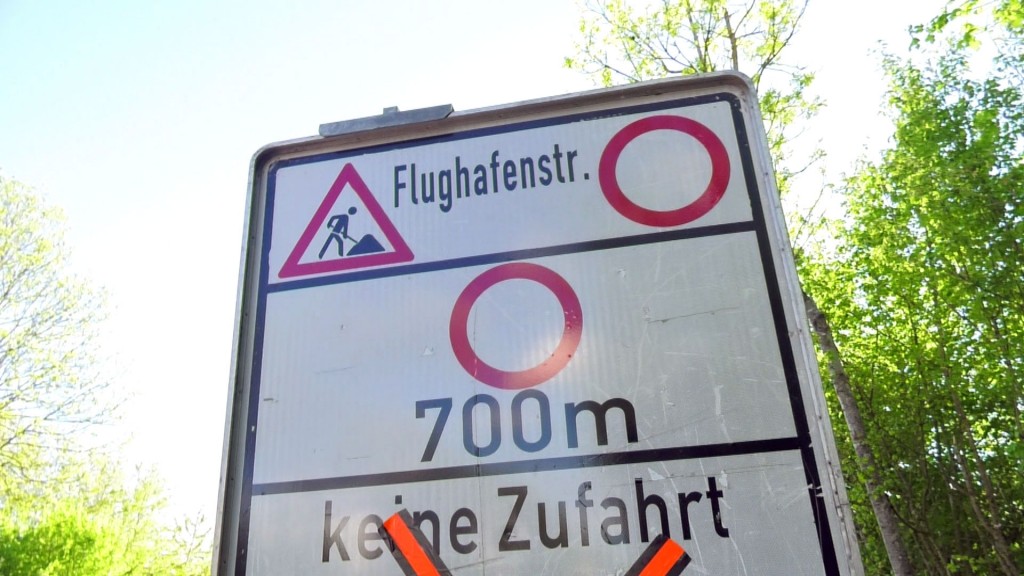 Flughafenstr.
700m
keine Zufahrt